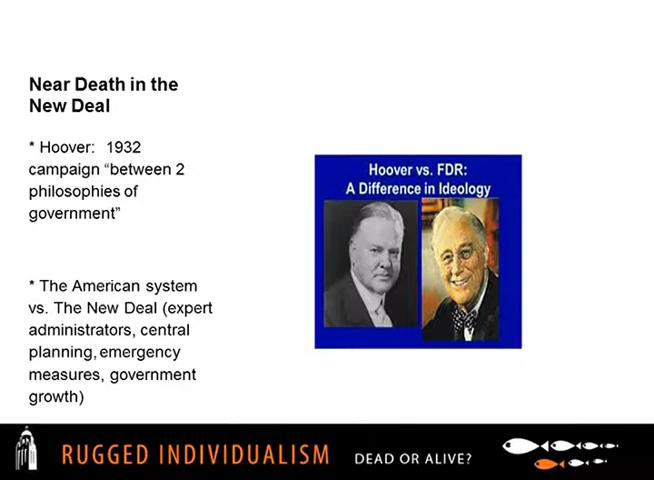 Near Death in the
New Deal
* Hoover: 1932
campaign “between 2
philosophies of
government”
* The American system
vs. The New Deal (expert
administrators, central
planning, emergency
measures, government
growth)
Hoover vs. FDR:
A Difference in Ideology
RUGGED INDIVIDUALISM DEAD OR ALIVE?